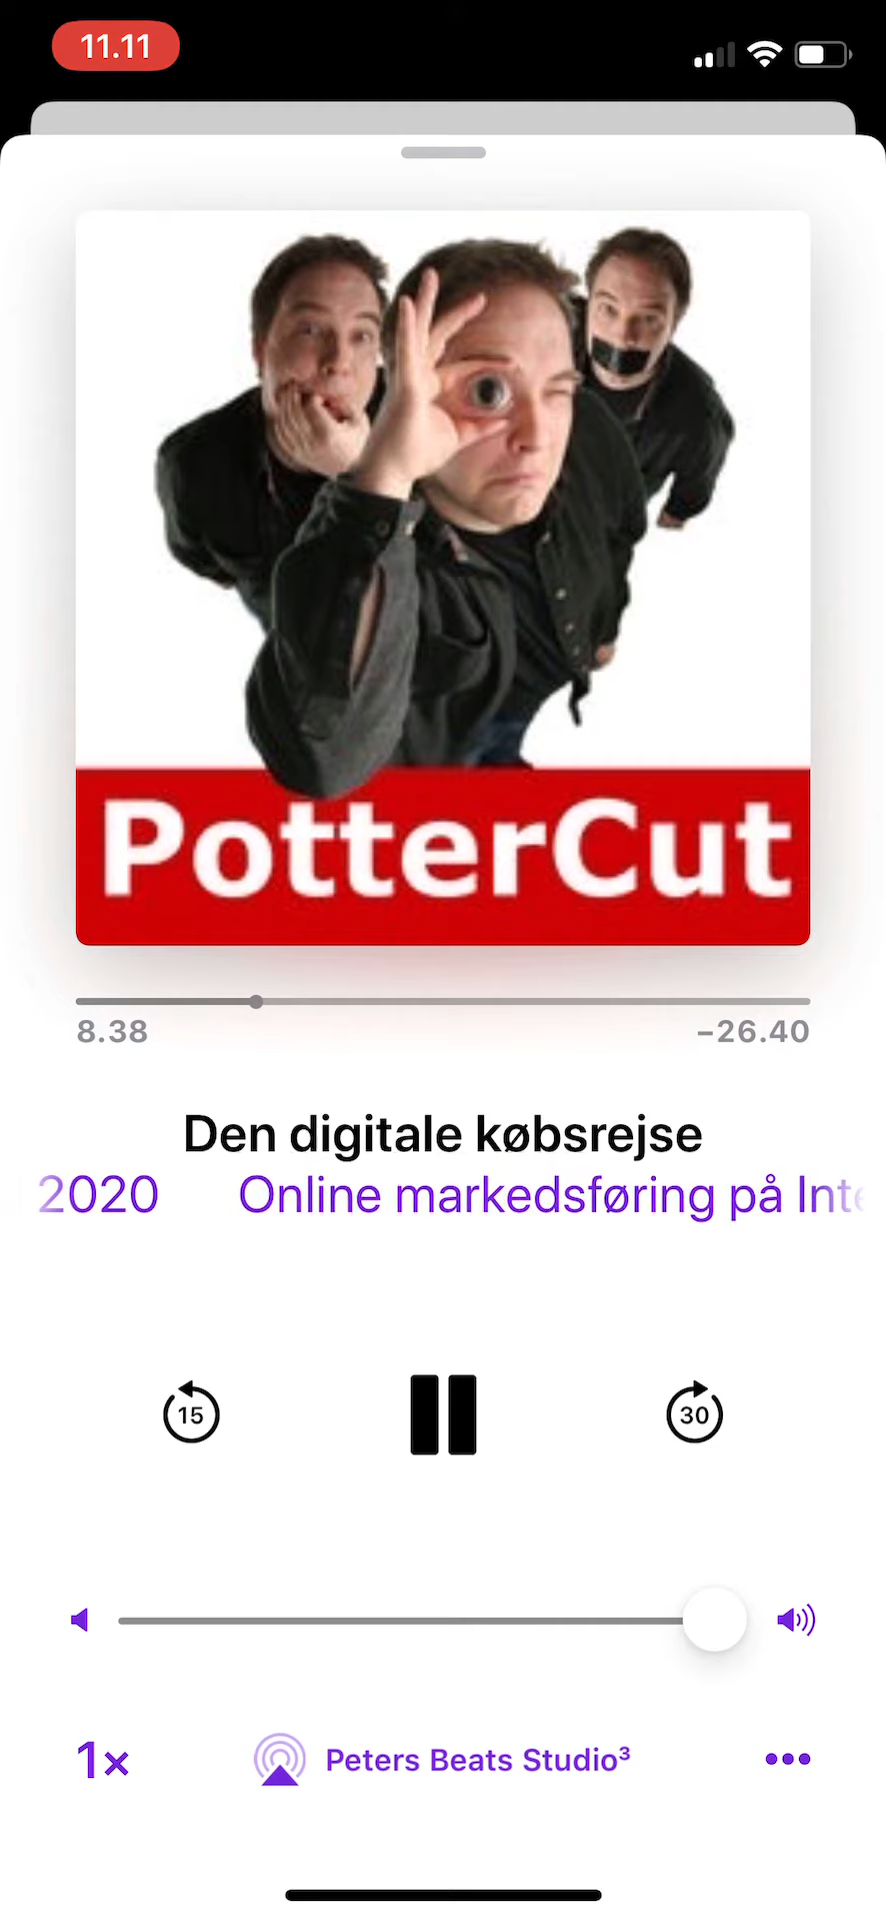 11.11
PotterCut
8.38
−26.40
Den digitale købsrejse
2020 Online markedsføring på
15
30
1×
Peters Beats Studio³